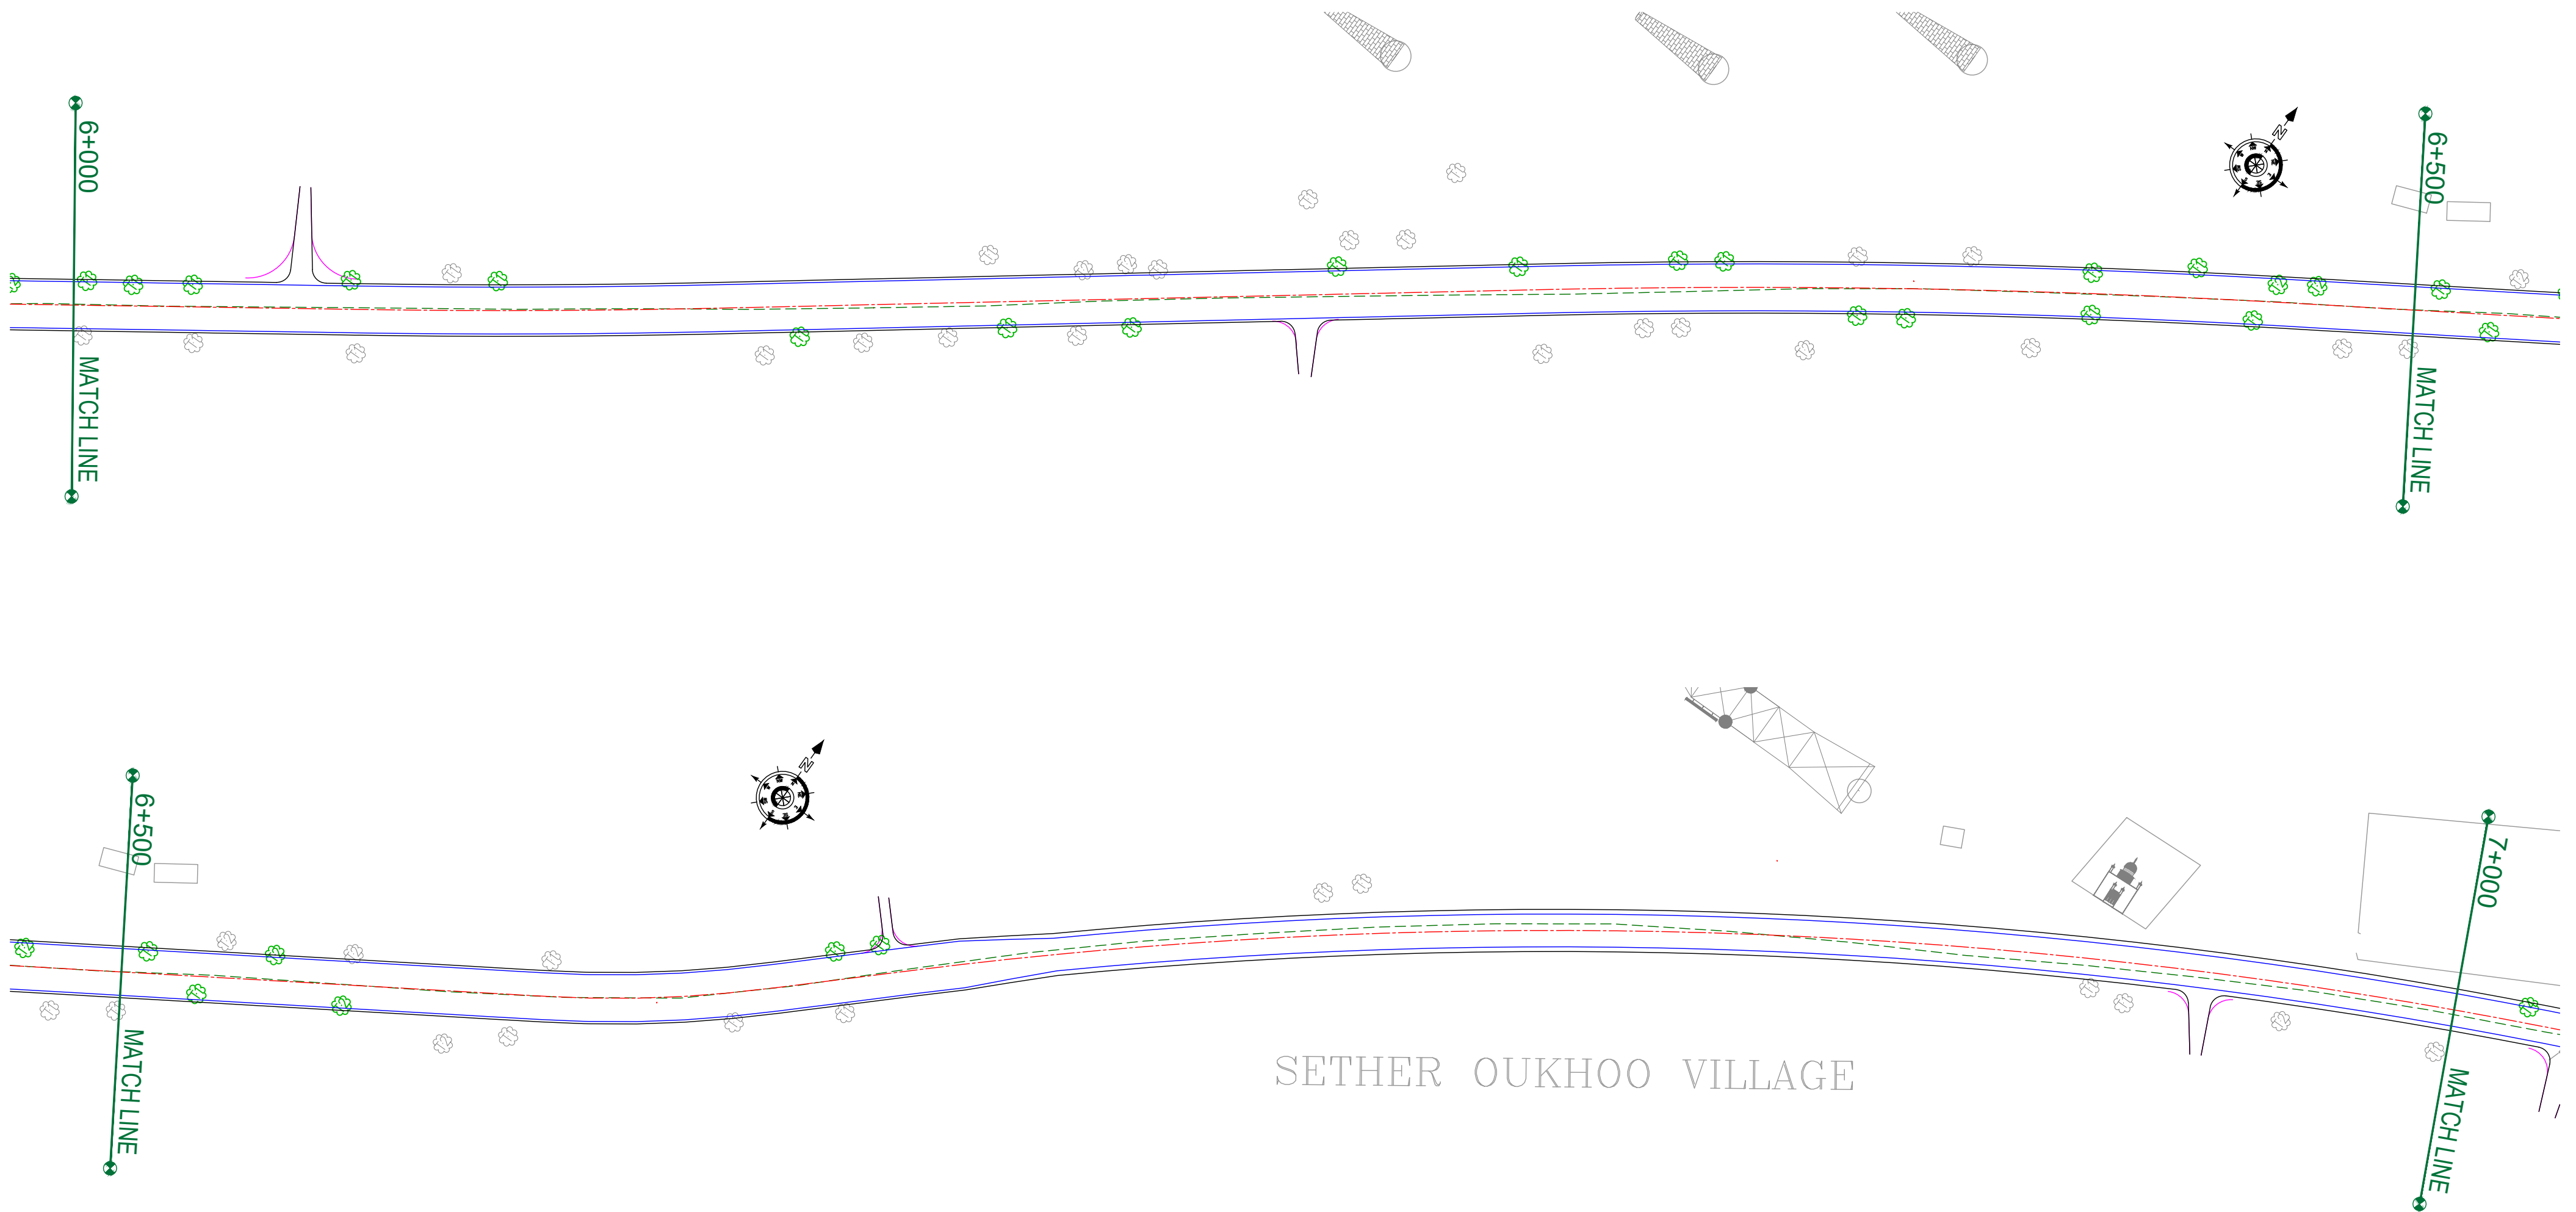 6+000
MATCH LINE
N
6+500
MATCH LINE
6+500
MATCH LINE
N
7+000
MATCH LINE
SETHER OUKHOO VILLAGE